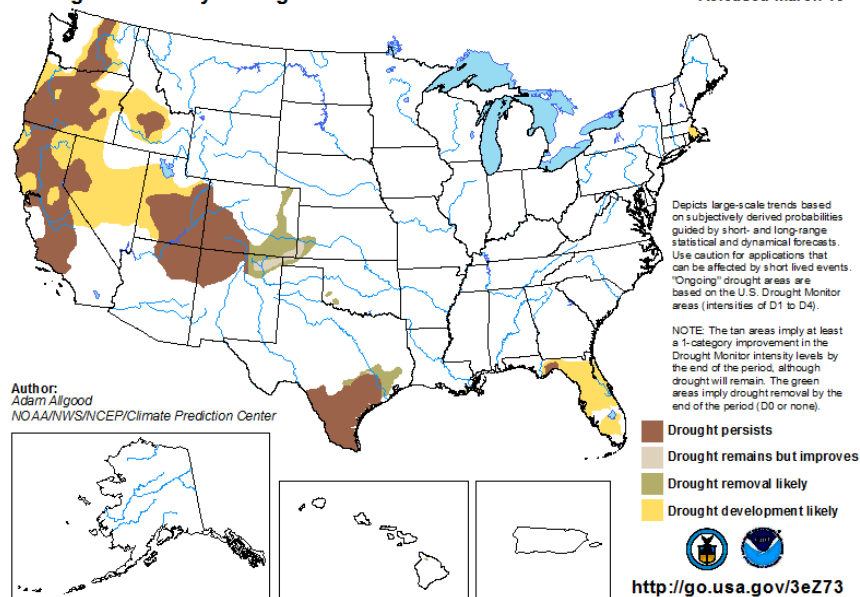 Depicts large-scale trends based
on subjectively derived probabilities
guided by short- and long-range
statistical and dynamical forecasts.
Use caution for applications that
can be affected by short lived events.
"Ongoing" drought areas are
based on the U.S. Drought Monitor
areas (intensities of D1 to D4).
NOTE: The tan areas imply at least
a 1-category improvement in the
Drought Monitor intensity levels by
the end of the period, although
drought will remain. The green
areas imply drought removal by the
end of the period (D0 or none).
Author:
Adam Allgood
NOAA/NWS/NCEP/Climate Prediction Center
Drought persists
Drought remains but improves
Drought removal likely
Drought development likely
http://go.usa.gov/3eZ73